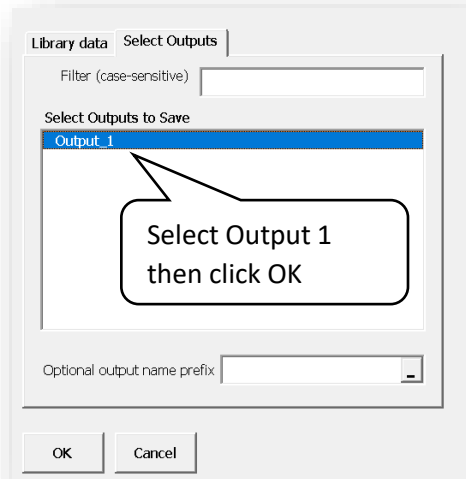 Library data Select Outputs
Filter (case-sensitive)
Select Outputs to Save
Output_1
Select Output 1
then click OK
Optional output name prefix
OK Cancel